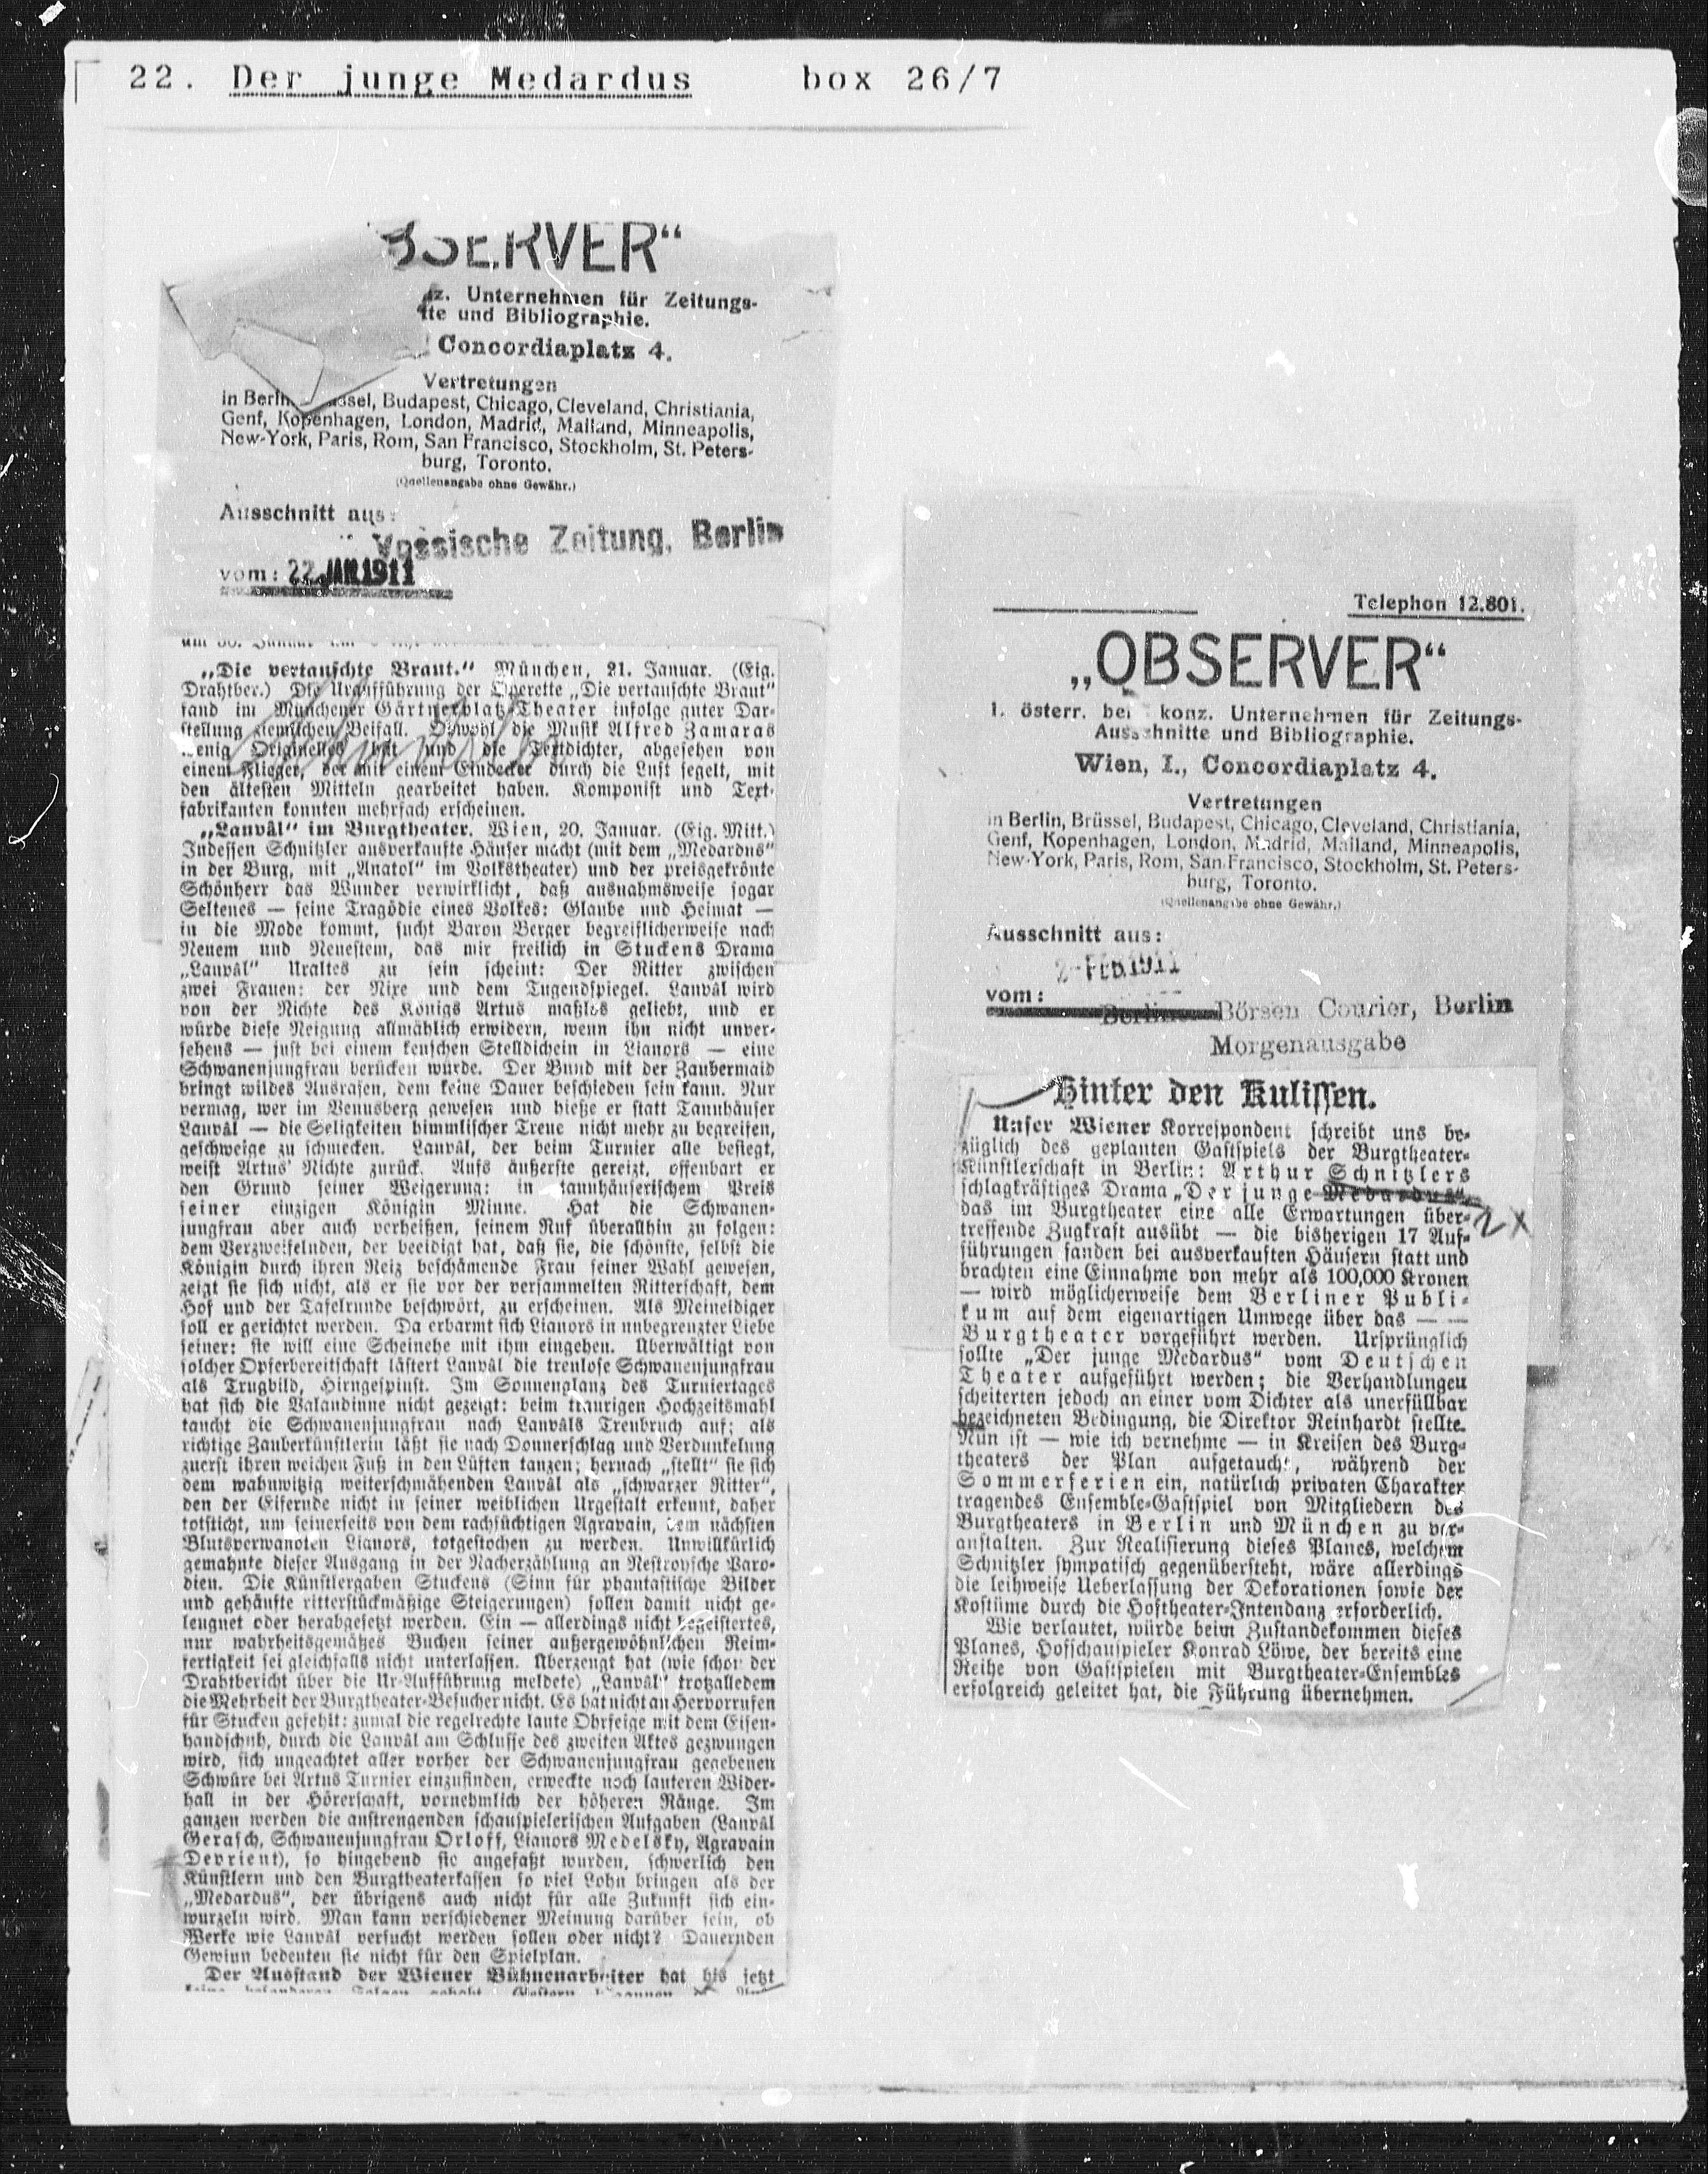 22. Der junge Medardus box 26/7
BSERVER“
z. Unternehmen für Zeitungs-
tte und Bibliographie.
Concordiaplatz 4.
Vertretungen
in Berlin, Brüssel, Budapest, Chicago, Cleveland, Christiania,
Genf, Kopenhagen, London, Madrid, Mailand, Minneapolis,
New-York, Paris, Rom, San Francisco, Stockholm, St. Peters-
burg, Toronto.
(Quellenangabe ohne Gewähr.)
Ausschnitt aus:
Vossische Zeitung, Berlin
vom: 22 JAN 1911
„Die vertauschte Braut.“ München, 21. Januar. (Eig.
Drahtber.) Die Uraufführung der Operette „Die vertauschte Braut“
fand im Münchener Gärtnerplatz-Theater infolge guter Dar-
stellung ziemlichen Beifall. Obwohl die Musik Alfred Zamaras
wenig Originelles hat und die Textdichter, abgesehen von
einem Flieger, der mit einem Eindecker durch die Luft segelt, mit
den ältesten Mitteln gearbeitet haben. Komponist und Text-
fabrikanten konnten mehrfach erscheinen.
„Lanvâl“ im Burgtheater. Wien, 20. Januar. (Eig. Mitt.)
Indessen Schnitzler ausverkaufte Häuser macht (mit dem „Medardus“
in der Burg, mit „Anatol“ im Volkstheater) und der preisgekrönte
Schönherr das Wunder verwirklicht, daß ausnahmsweise sogar
Seltenes — seine Tragödie eines Volkes: Glaube und Heimat —
in die Mode kommt, sucht Baron Berger begreiflicherweise nach
Neuem und Neuestem, das mir freilich in Stuckens Drama
„Lanvâl“ Uraltes zu sein scheint: Der Ritter zwischen
zwei Frauen: der Nixe und dem Tugendspiegel. Lanvâl wird
von der Nichte des Königs Artus maßlos geliebt, und er
würde diese Neigung allmählich erwidern, wenn ihn nicht unver-
sehens — just bei einem keuschen Stelldichein in Lianors — eine
Schwanenjungfrau berücken würde. Der Bund mit der Zaubermaid
bringt wildes Ausrasen, dem keine Dauer beschieden sein kann. Nur
vermag, wer im Venusberg gewesen und hieße er statt Tannhäuser
Lanvâl — die Seligkeiten himmlischer Treue nicht mehr zu begreifen,
geschweige zu schmecken. Lanvâl, der beim Turnier alle besiegt,
weist Artus' Nichte zurück. Aufs äußerste gereizt, offenbart er
den Grund seiner Weigerung: in tannhäuserischem Preis
seiner einzigen Königin Minne. Hat die Schwanen-
jungfrau aber auch verheißen, seinem Ruf überallhin zu folgen:
dem Verzweifelnden, der beeidigt hat, daß sie, die schönste, selbst die
Königin durch ihren Reiz beschämende Frau seiner Wahl gewesen,
zeigt sie sich nicht, als er sie vor der versammelten Ritterschaft, dem
Hof und der Tafelrunde beschwört, zu erscheinen. Als Meineidiger
soll er gerichtet werden. Da erbarmt sich Lianors in unbegrenzter Liebe
seiner: sie will eine Scheinehe mit ihm eingehen. Überwältigt von
solcher Opferbereitschaft lästert Lanvâl die treulose Schwanenjungfrau
als Trugbild, Hirngespinst. Im Sonnenglanz des Turniertages
hat sich die Valandinne nicht gezeigt: beim traurigen Hochzeitsmahl
taucht die Schwanenjungfrau nach Lanvâls Treubruch auf; als
richtige Zauberkünstlerin läßt sie nach Donnerschlag und Verdunkelung
zuerst ihren weichen Fuß in den Lüften tanzen; hernach „stellt“ sie sich
dem wahnwitzig weiterschmähenden Lanvâl als „schwarzer Ritter“,
den der Eifernde nicht in seiner weiblichen Urgestalt erkennt, daher
totsticht, um seinerseits von dem rachsüchtigen Agravain, dem nächsten
Blutsverwandten Lianors, totgestochen zu werden. Unwillkürlich
gemahnte dieser Ausgang in der Nacherzählung an Nestroysche Paro-
dien. Die Künstlergaben Stuckens (Sinn für phantastische Bilder
und gehäufte ritterstückmäßige Steigerungen) sollen damit nicht ge-
leugnet oder herabgesetzt werden. Ein — allerdings nicht begeistertes,
nur wahrheitsgemäßes Buchen seiner außergewöhnlichen Reim-
fertigkeit sei gleichfalls nicht unterlassen. Überzeugt hat (wie schon der
Drahtbericht über die Ur-Aufführung meldete) „Lanvâl“ trotzalledem
die Mehrheit der Burgtheater-Besucher nicht. Es hat nicht an Hervorrufen
für Stucken gefehlt: zumal die regelrechte laute Ohrfeige mit dem Eisen-
handschuh, durch die Lanvâl am Schlusse des zweiten Aktes gezwungen
wird, sich ungeachtet aller vorher der Schwanenjungfrau gegebenen
Schwüre bei Artus Turnier einzufinden, erweckte noch lauteren Wider-
hall in der Hörerschaft, vornehmlich der höheren Ränge. Im
ganzen werden die anstrengenden schauspielerischen Aufgaben (Lanvâl
Gerasch, Schwanenjungfrau Orloff, Lianors Medelsky, Agravain
Devrient), so hingebend sie angefaßt wurden, schwerlich den
Künstlern und den Burgtheaterkassen so viel Lohn bringen als der
„Medardus“, der übrigens auch nicht für alle Zukunft sich ein-
wurzeln wird. Man kann verschiedener Meinung darüber sein, ob
Werke wie Lanvâl versucht werden sollen oder nicht? Dauernden
Gewinn bedeuten sie nicht für den Spielplan.
Der Ausstand der Wiener Bühnenarbeiter hat bis jetzt
Telephon 12.801.
„OBSERVER“
I. österr. beh konz. Unternehmen für Zeitungs-
Ausschnitte und Bibliographie.
Wien, I., Concordiaplatz 4.
Vertretungen
in Berlin, Brüssel, Budapest, Chicago, Cleveland, Christiania,
Genf, Kopenhagen, London, Madrid, Mailand, Minneapolis,
New-York, Paris, Rom, San Francisco, Stockholm, St. Peters-
burg, Toronto.
(Quellenangabe ohne Gewähr.)
Ausschnitt aus:
2-FEB.1911
vom:
Berliner Börsen Courier, Berlin
Morgenausgabe
Hinter den Kulissen.
Unser Wiener Korrespondent schreibt uns be-
züglich des geplanten Gastspiels der Burgtheater-
Künstlerschaft in Berlin: Arthur Schnitzlers
schlagkräftiges Drama „Der junge Medardus“,
das im Burgtheater eine alle Erwartungen über-
treffende Zugkraft ausübt — die bisherigen 17 Auf-
führungen fanden bei ausverkauften Häusern statt und
brachten eine Einnahme von mehr als 100,000 Kronen
— wird möglicherweise dem Berliner Publi-
kum auf dem eigenartigen Umwege über das — —
Burgtheater vorgeführt werden. Ursprünglich
sollte „Der junge Medardus“ vom Deutschen
Theater aufgeführt werden; die Verhandlungen
scheiterten jedoch an einer vom Dichter als unerfüllbar
bezeichneten Bedingung, die Direktor Reinhardt stellte.
Nun ist — wie ich vernehme — in Kreisen des Burg-
theaters der Plan aufgetaucht, während der
Sommerferien ein, natürlich privaten Charakter
tragendes Ensemble-Gastspiel von Mitgliedern des
Burgtheaters in Berlin und München zu ver-
anstalten. Zur Realisierung dieses Planes, welchem
Schnitzler sympatisch gegenübersteht, wäre allerdings
die leihweise Ueberlassung der Dekorationen sowie der
Kostüme durch die Hoftheater-Intendanz erforderlich.
Wie verlautet, würde beim Zustandekommen dieses
Planes, Hofschauspieler Konrad Löwe, der bereits eine
Reihe von Gastspielen mit Burgtheater-Ensembles
erfolgreich geleitet hat, die Führung übernehmen.